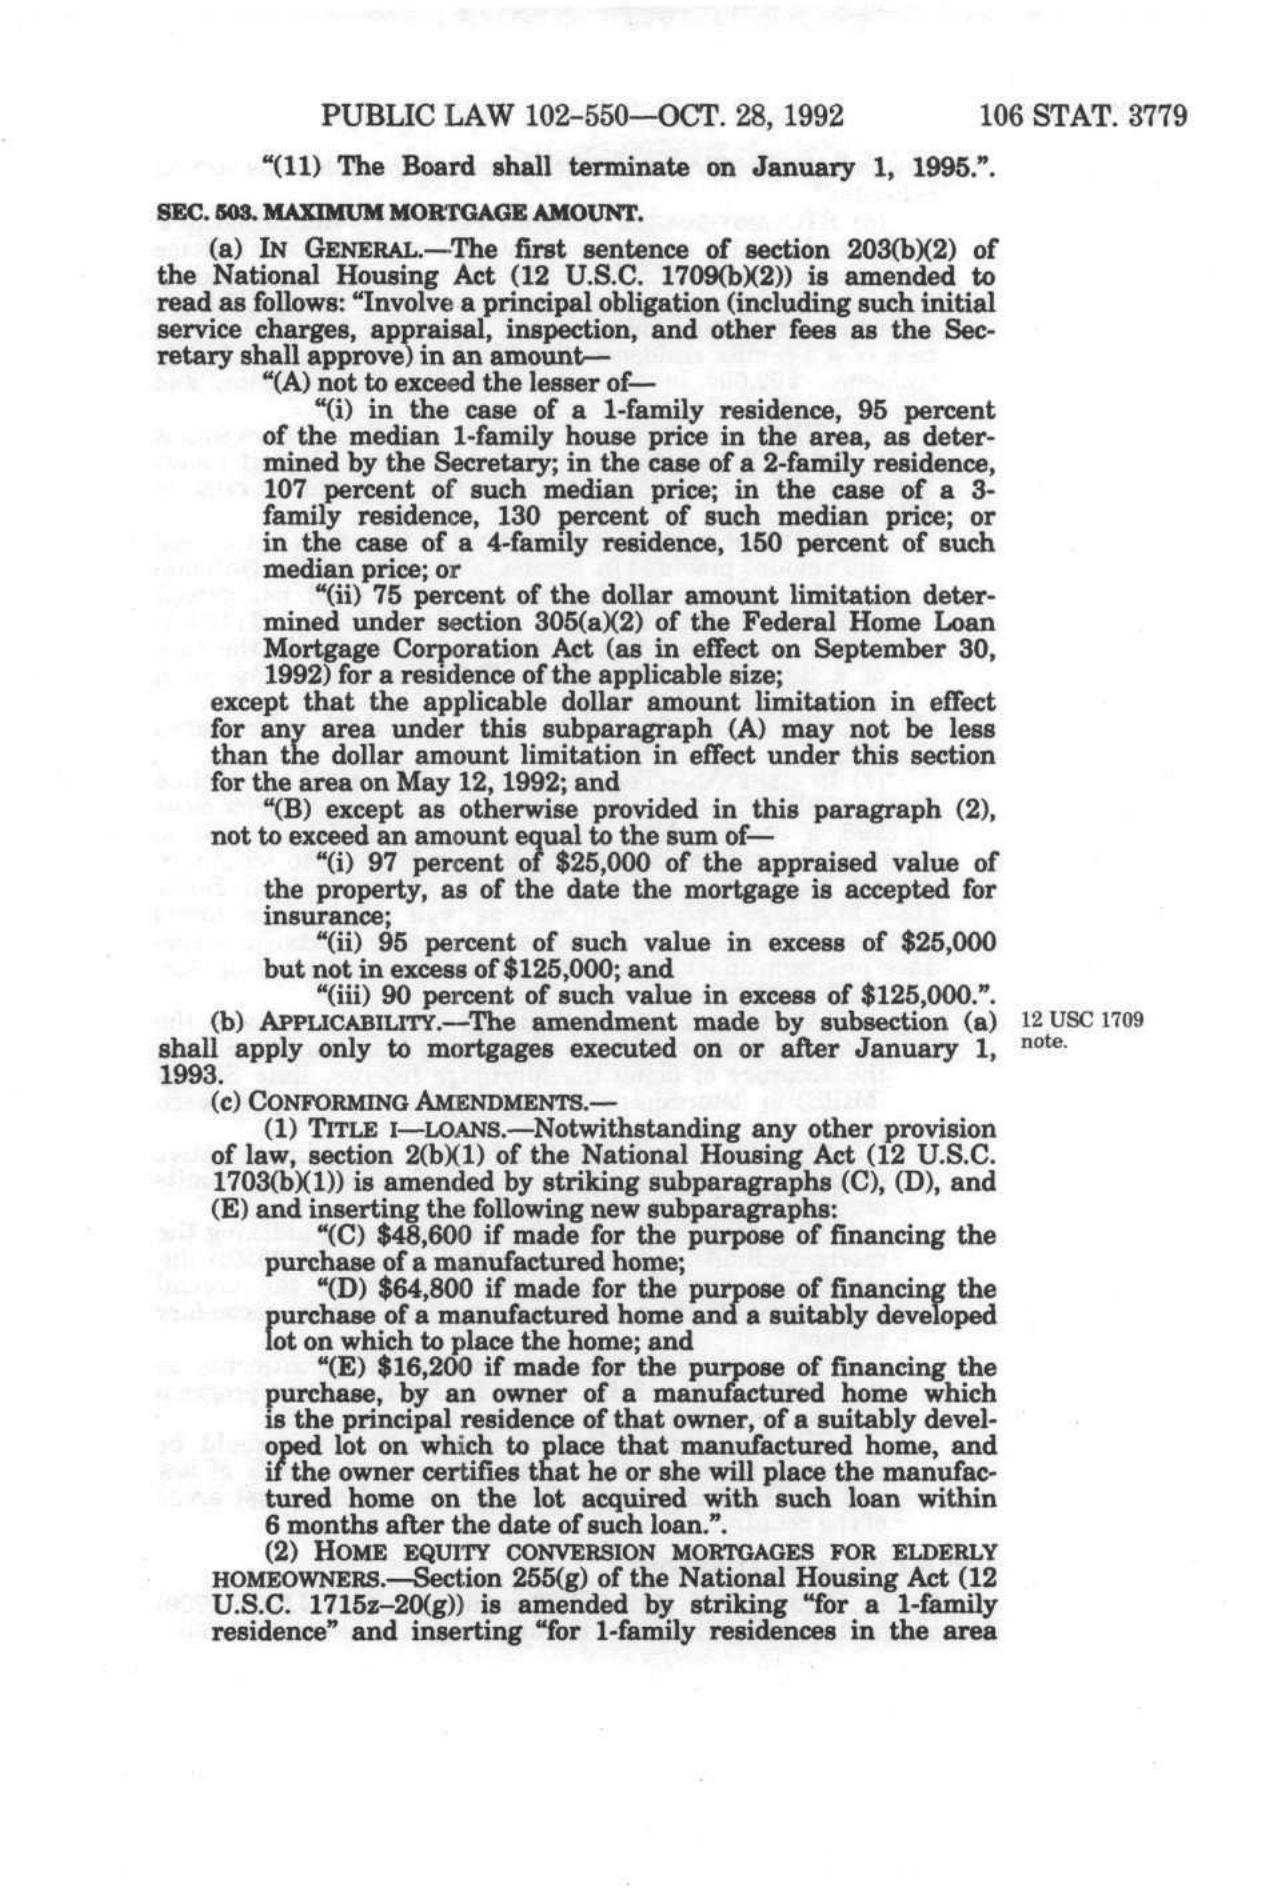 PUBLIC LAW 102–550—OCT. 28, 1992 106 STAT. 3779
“(11) The Board shall terminate on January 1, 1995.”.
SEC. 503. MAXIMUM MORTGAGE AMOUNT.
(a) IN GENERAL.—The first sentence of section 203(b)(2) of
the National Housing Act (12 U.S.C. 1709(b)(2)) is amended to
read as follows: “Involve a principal obligation (including such initial
service charges, appraisal, inspection, and other fees as the Sec-
retary shall approve) in an amount—
“(A) not to exceed the lesser of—
“(i) in the case of a 1-family residence, 95 percent
of the median 1-family house price in the area, as deter-
mined by the Secretary; in the case of a 2-family residence,
107 percent of such median price; in the case of a 3-
family residence, 130 percent of such median price; or
in the case of a 4-family residence, 150 percent of such
median price; or
“(ii) 75 percent of the dollar amount limitation deter-
mined under section 305(a)(2) of the Federal Home Loan
Mortgage Corporation Act (as in effect on September 30,
1992) for a residence of the applicable size;
except that the applicable dollar amount limitation in effect
for any area under this subparagraph (A) may not be less
than the dollar amount limitation in effect under this section
for the area on May 12, 1992; and
“(B) except as otherwise provided in this paragraph (2),
not to exceed an amount equal to the sum of—
“(i) 97 percent of $25,000 of the appraised value of
the property, as of the date the mortgage is accepted for
insurance;
“(ii) 95 percent of such value in excess of $25,000
but not in excess of $125,000; and
“(iii) 90 percent of such value in excess of $125,000.”.
(b) APPLICABILITY.—The amendment made by subsection (a)
shall apply only to mortgages executed on or after January 1,
1993.
12 USC 1709
note.
(c) CONFORMING AMENDMENTS.—
(1) TITLE I—LOANS.—Notwithstanding any other provision
of law, section 2(b)(1) of the National Housing Act (12 U.S.C.
1703(b)(1)) is amended by striking subparagraphs (C), (D), and
(E) and inserting the following new subparagraphs:
“(C) $48,600 if made for the purpose of financing the
purchase of a manufactured home;
“(D) $64,800 if made for the purpose of financing the
purchase of a manufactured home and a suitably developed
lot on which to place the home; and
“(E) $16,200 if made for the purpose of financing the
purchase, by an owner of a manufactured home which
is the principal residence of that owner, of a suitably devel-
oped lot on which to place that manufactured home, and
if the owner certifies that he or she will place the manufac-
tured home on the lot acquired with such loan within
6 months after the date of such loan.”.
(2) HOME EQUITY CONVERSION MORTGAGES FOR ELDERLY
HOMEOWNERS.—Section 255(g) of the National Housing Act (12
U.S.C. 1715z–20(g)) is amended by striking “for a 1-family
residence” and inserting “for 1-family residences in the area